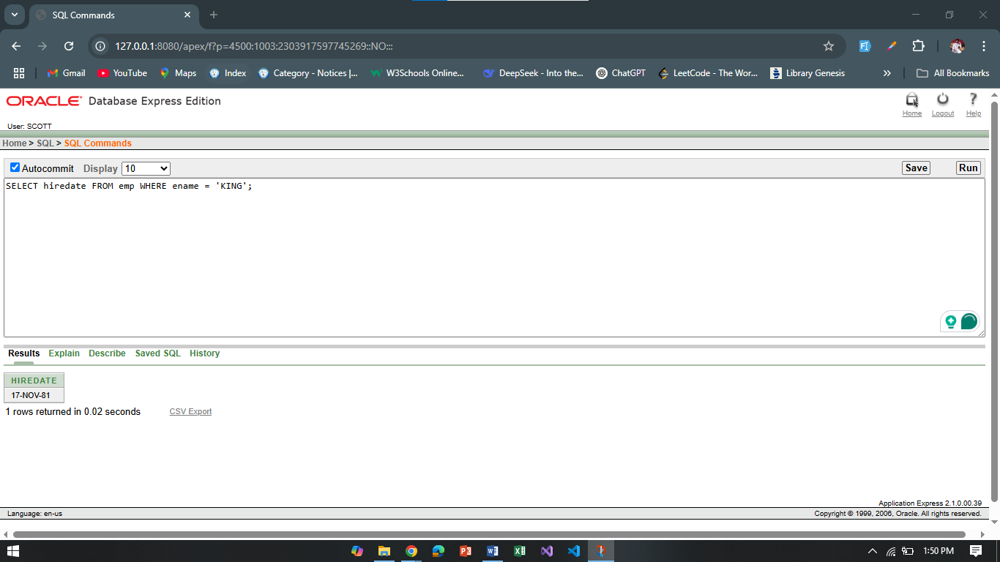 SQL Commands
127.0.0.1:8080/apex/f?p=4500:1003:2303917597745269::NO:::
Gmail YouTube Maps Index Category - Notices |... W3Schools Online... DeepSeek - Into the... ChatGPT LeetCode - The Wor... Library Genesis » All Bookmarks
ORACLE Database Express Edition
Home Logout Help
User: SCOTT
Home > SQL > SQL Commands
Autocommit Display 10 Save Run
SELECT hiredate FROM emp WHERE ename = 'KING';
Results Explain Describe Saved SQL History
HIREDATE
17-NOV-81
1 rows returned in 0.02 seconds CSV Export
Application Express 2.1.0.00.39
Language: en-us Copyright © 1999, 2006, Oracle. All rights reserved.
1:50 PM